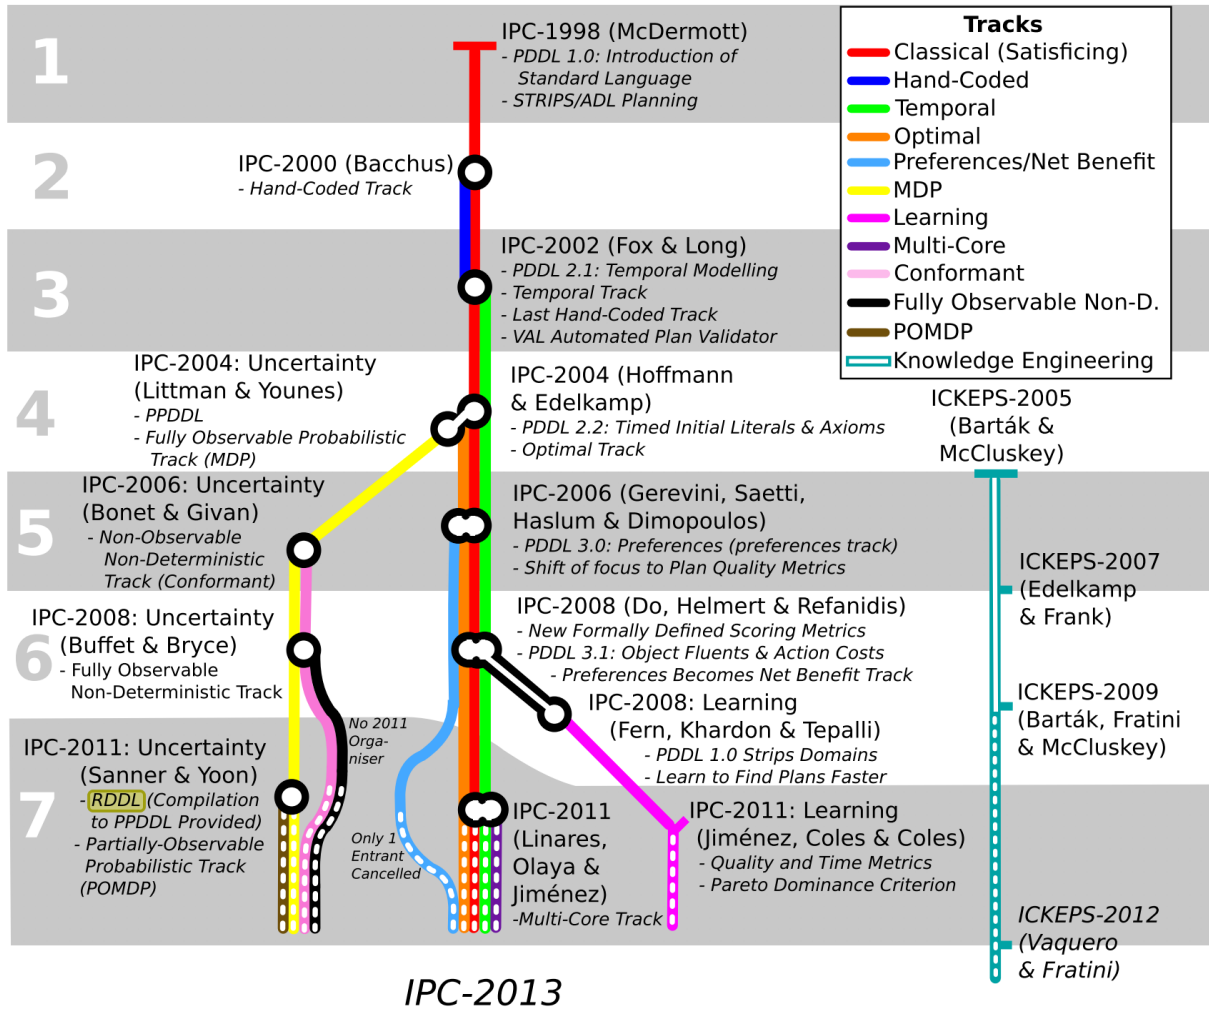 1
IPC-1998 (McDermott)
- PDDL 1.0: Introduction of
Standard Language
- STRIPS/ADL Planning
Tracks
Classical (Satisficing)
Hand-Coded
Temporal
Optimal
Preferences/Net Benefit
MDP
Learning
Multi-Core
Conformant
Fully Observable Non-D.
POMDP
Knowledge Engineering
2
IPC-2000 (Bacchus)
- Hand-Coded Track
3
IPC-2002 (Fox & Long)
- PDDL 2.1: Temporal Modelling
- Temporal Track
- Last Hand-Coded Track
- VAL Automated Plan Validator
4
IPC-2004: Uncertainty
(Littman & Younes)
- PPDDL
- Fully Observable Probabilistic
Track (MDP)
IPC-2004 (Hoffmann
& Edelkamp)
- PDDL 2.2: Timed Initial Literals & Axioms
- Optimal Track
ICKEPS-2005
(Barták &
McCluskey)
5
IPC-2006: Uncertainty
(Bonet & Givan)
- Non-Observable
Non-Deterministic
Track (Conformant)
IPC-2006 (Gerevini, Saetti,
Haslum & Dimopoulos)
- PDDL 3.0: Preferences (preferences track)
- Shift of focus to Plan Quality Metrics
ICKEPS-2007
(Edelkamp
& Frank)
6
IPC-2008: Uncertainty
(Buffet & Bryce)
- Fully Observable
Non-Deterministic Track
IPC-2008 (Do, Helmert & Refanidis)
- New Formally Defined Scoring Metrics
- PDDL 3.1: Object Fluents & Action Costs
- Preferences Becomes Net Benefit Track
IPC-2008: Learning
(Fern, Khardon & Tepalli)
- PDDL 1.0 Strips Domains
- Learn to Find Plans Faster
ICKEPS-2009
(Barták, Fratini
& McCluskey)
7
IPC-2011: Uncertainty
(Sanner & Yoon)
- RDDL (Compilation
to PPDDL Provided)
- Partially-Observable
Probabilistic Track
(POMDP)
No 2011
Orga-
niser
Only 1
Entrant
Cancelled
IPC-2011
(Linares,
Olaya &
Jiménez)
-Multi-Core Track
IPC-2011: Learning
(Jiménez, Coles & Coles)
- Quality and Time Metrics
- Pareto Dominance Criterion
ICKEPS-2012
(Vaquero
& Fratini)
IPC-2013